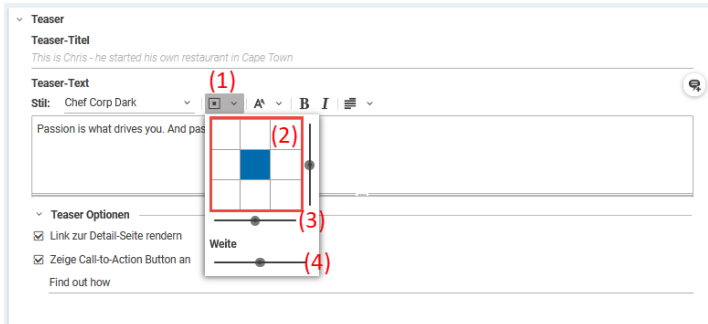 Teaser
Teaser-Titel
This is Chris - he started his own restaurant in Cape Town
Teaser-Text
(1)
Stil: Chef Corp Dark B I
Passion is what drives you. And pas
(2)
(3)
Teaser Optionen
Link zur Detail-Seite rendern
Weite
Zeige Call-to-Action Button an
(4)
Find out how